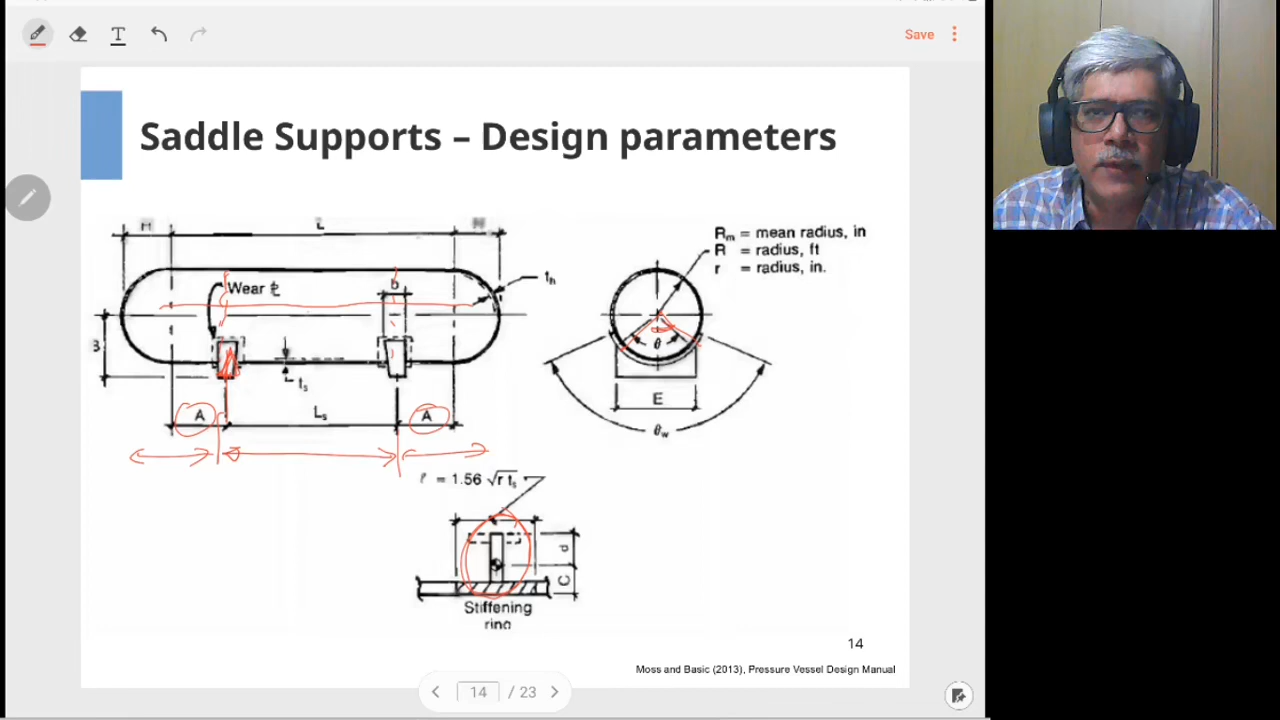 T
Save
Saddle Supports – Design parameters
H
L
H
Rm = mean radius, in
R = radius, ft
r = radius, in.
th
Wear ⅊
b
θ
B
ts
E
A
Ls
A
θw
ℓ = 1.56 √r ts
d
C
Stiffening
ring
14
Moss and Basic (2013), Pressure Vessel Design Manual
14 / 23